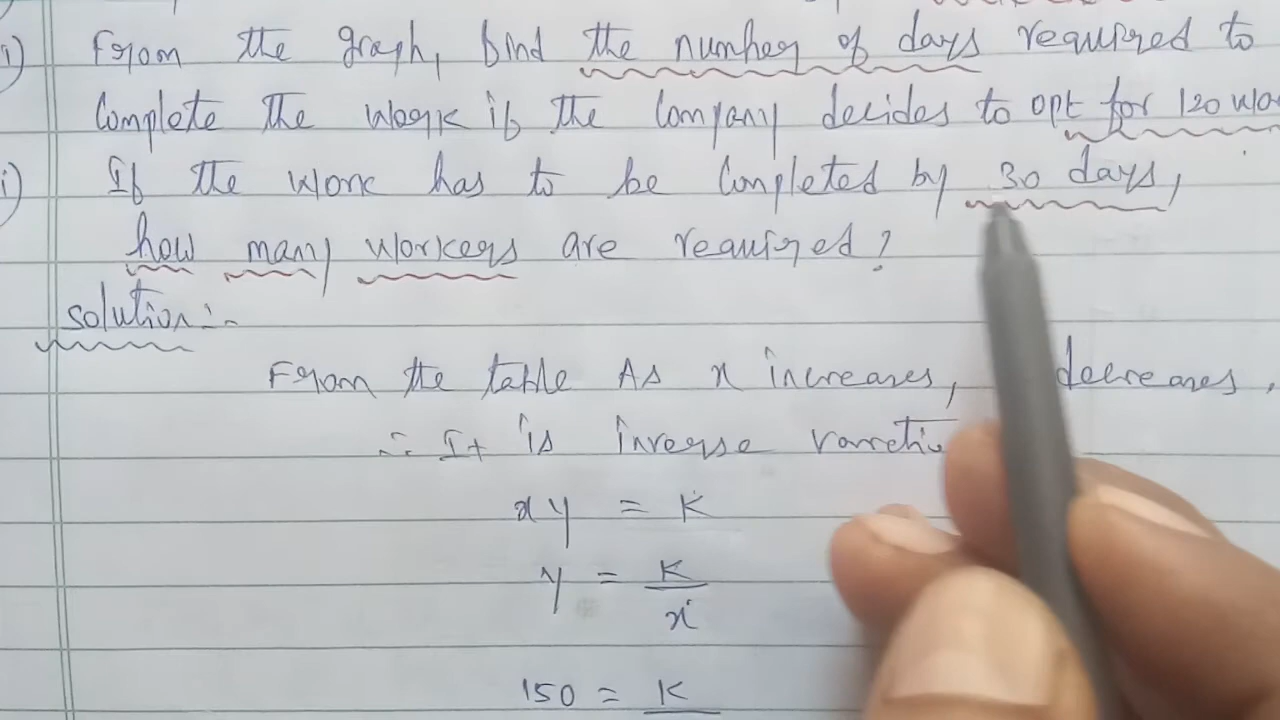 i) From the graph, find the number of days required to
Complete the work if the Company decides to opt for 120 wo
i) If the work has to be Completed by 30 days,
how many workers are required?
Solution :-
From the table As x increases, decreases.
∴ It is inverse
xy = K
y = K
x
150 = K